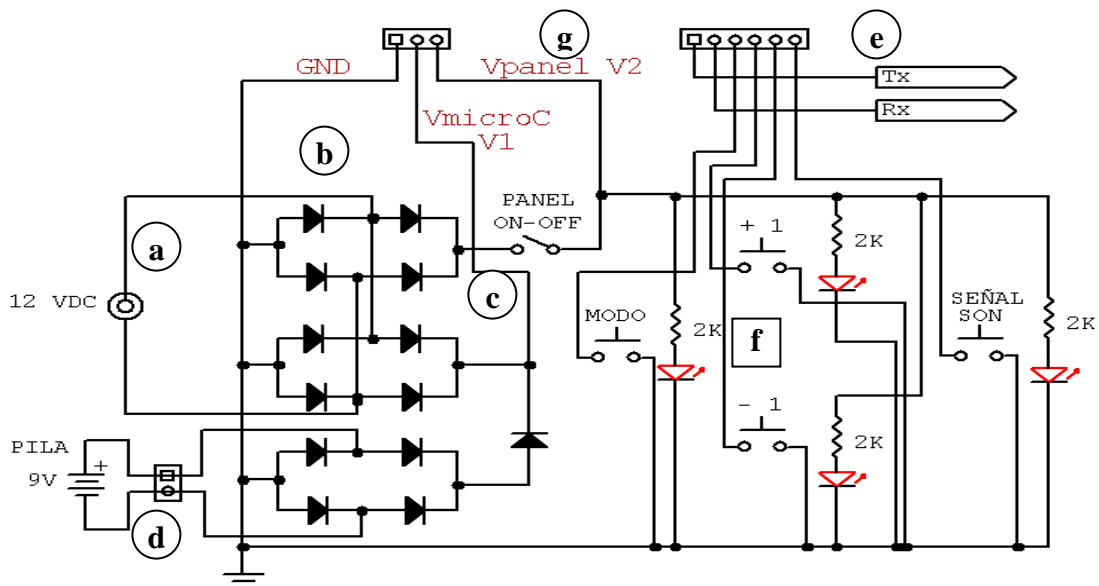 g
e
GND
Vpanel V2
Tx
Rx
VmicroC
V1
b
PANEL
ON-OFF
a
+ 1
2K
c
12 VDC
SEÑAL
SON
MODO
2K
f
2K
- 1
PILA
+
9V
2K
d